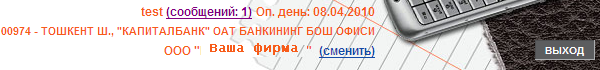 test (сообщений: 1) Оп. день: 08.04.2010
00974 - ТОШКЕНТ Ш., "КАПИТАЛБАНК" ОАТ БАНКИНИНГ БОШ ОФИСИ
ООО " Ваша фирма " (сменить)
ВЫХОД